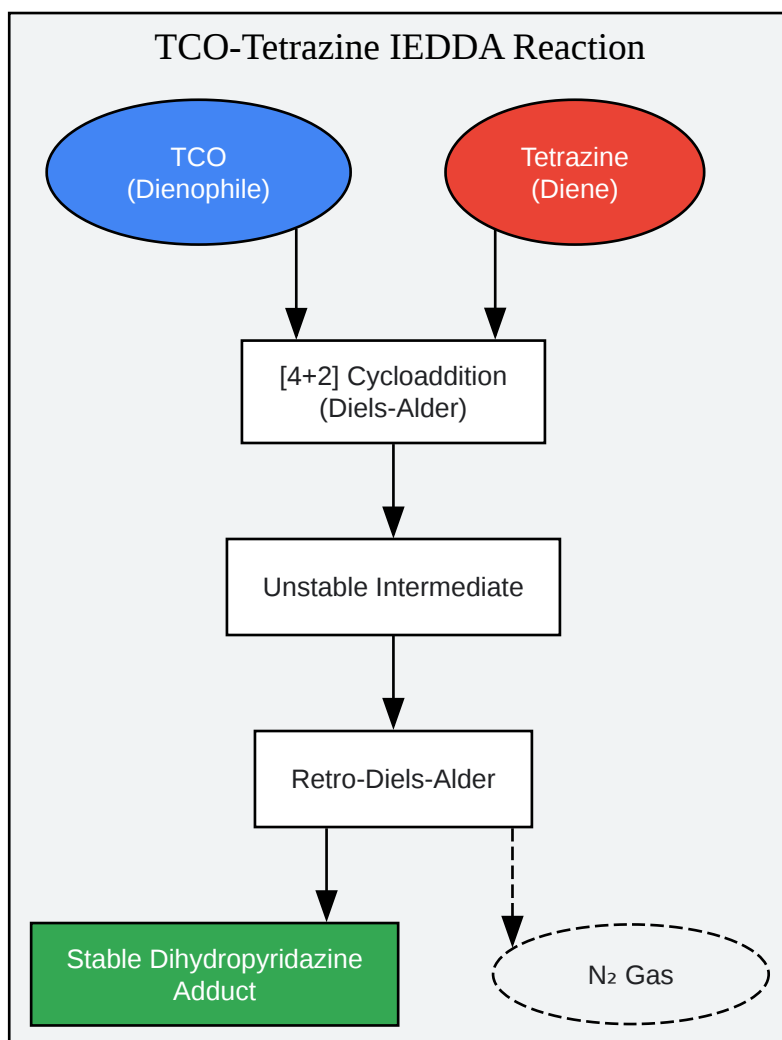 TCO-Tetrazine IEDDA Reaction
TCO
(Dienophile)
Tetrazine
(Diene)
[4+2] Cycloaddition
(Diels-Alder)
Unstable Intermediate
Retro-Diels-Alder
Stable Dihydropyridazine
Adduct
N₂ Gas